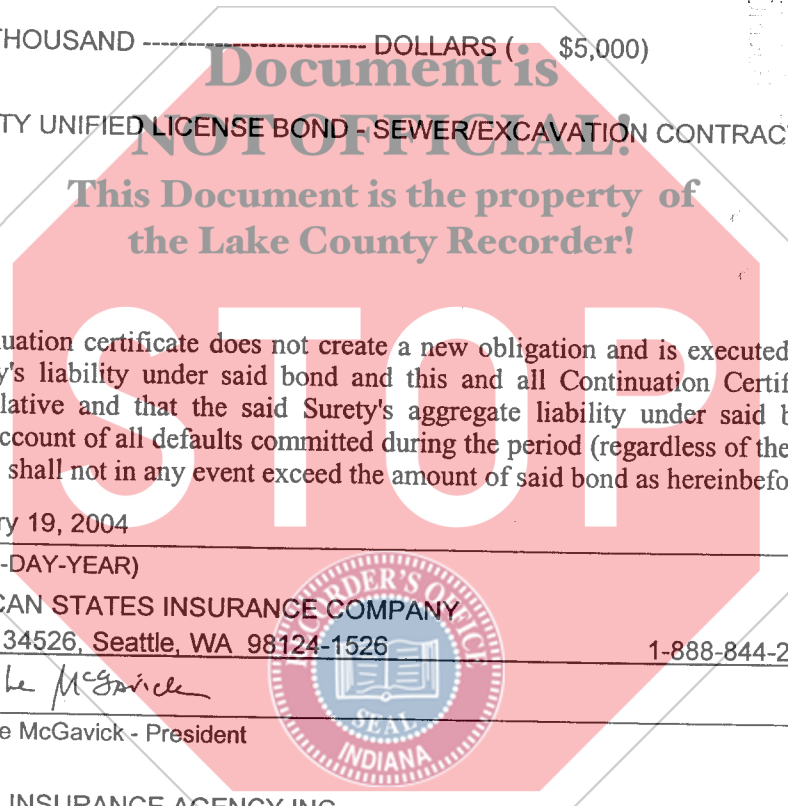 THOUSAND ------------------------- DOLLARS ( $5,000)
Document is
TY UNIFIED LICENSE BOND - SEWER/EXCAVATION CONTRAC
NOT OFFICIAL!
This Document is the property of
the Lake County Recorder!
STOP
uation certificate does not create a new obligation and is executed
y's liability under said bond and this and all Continuation Certif
lative and that the said Surety's aggregate liability under said b
ccount of all defaults committed during the period (regardless of the
shall not in any event exceed the amount of said bond as hereinbefo
ry 19, 2004
-DAY-YEAR)
CAN STATES INSURANCE COMPANY
34526, Seattle, WA 98124-1526 1-888-844-2
McGavick
e McGavick - President
RECORDER'S OFFICE
SEAL
INDIANA
INSURANCE AGENCY INC